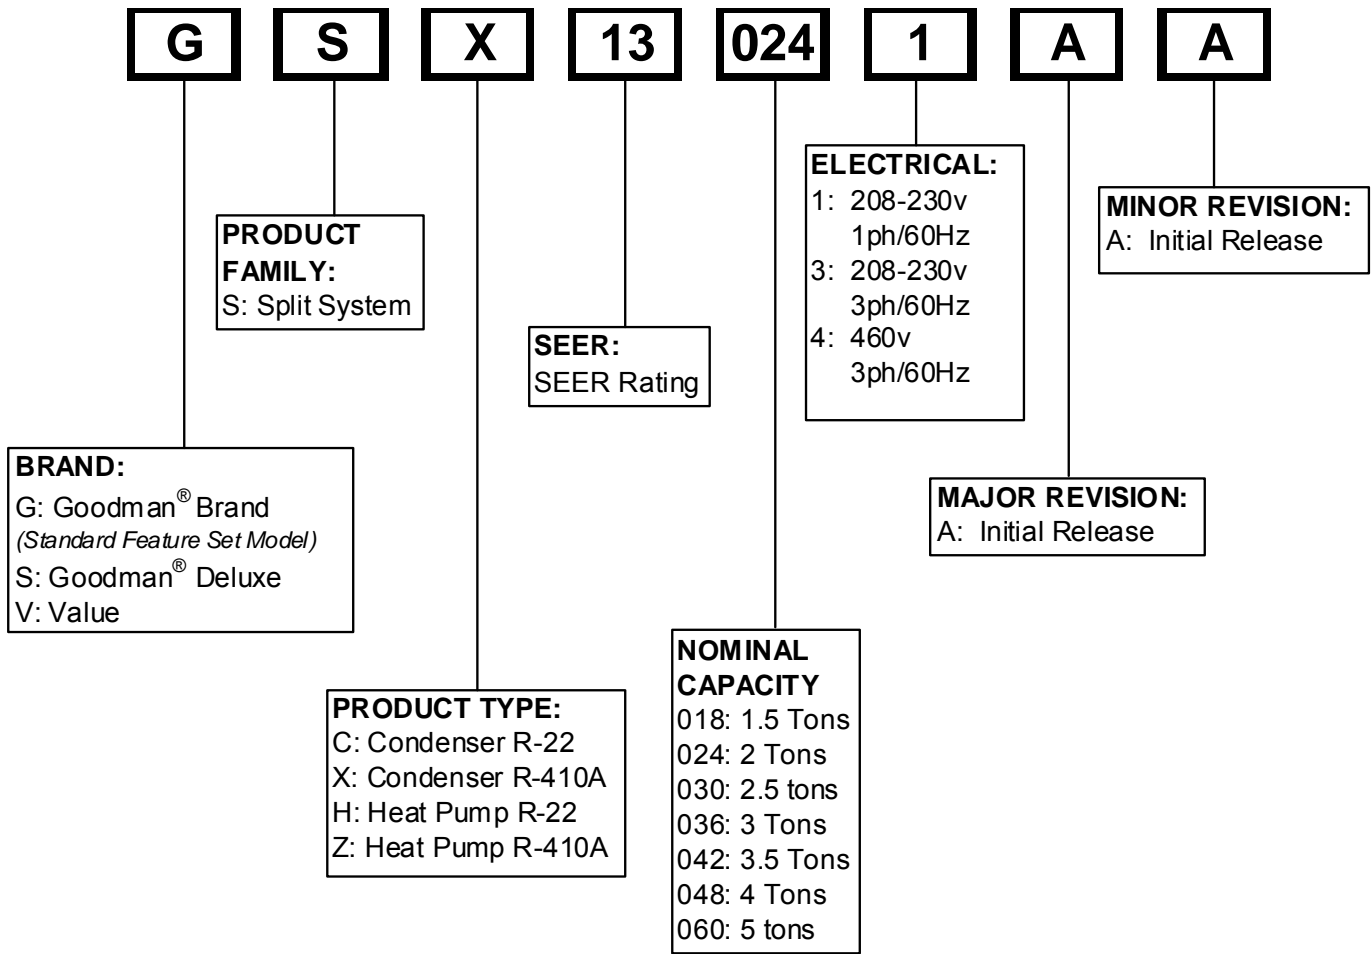 G S X 13 024 1 A A
ELECTRICAL:
1: 208-230v
1ph/60Hz
3: 208-230v
3ph/60Hz
4: 460v
3ph/60Hz
MINOR REVISION:
A: Initial Release
PRODUCT
FAMILY:
S: Split System
SEER:
SEER Rating
BRAND:
G: Goodman® Brand
(Standard Feature Set Model)
S: Goodman® Deluxe
V: Value
MAJOR REVISION:
A: Initial Release
NOMINAL
CAPACITY
018: 1.5 Tons
024: 2 Tons
030: 2.5 tons
036: 3 Tons
042: 3.5 Tons
048: 4 Tons
060: 5 tons
PRODUCT TYPE:
C: Condenser R-22
X: Condenser R-410A
H: Heat Pump R-22
Z: Heat Pump R-410A